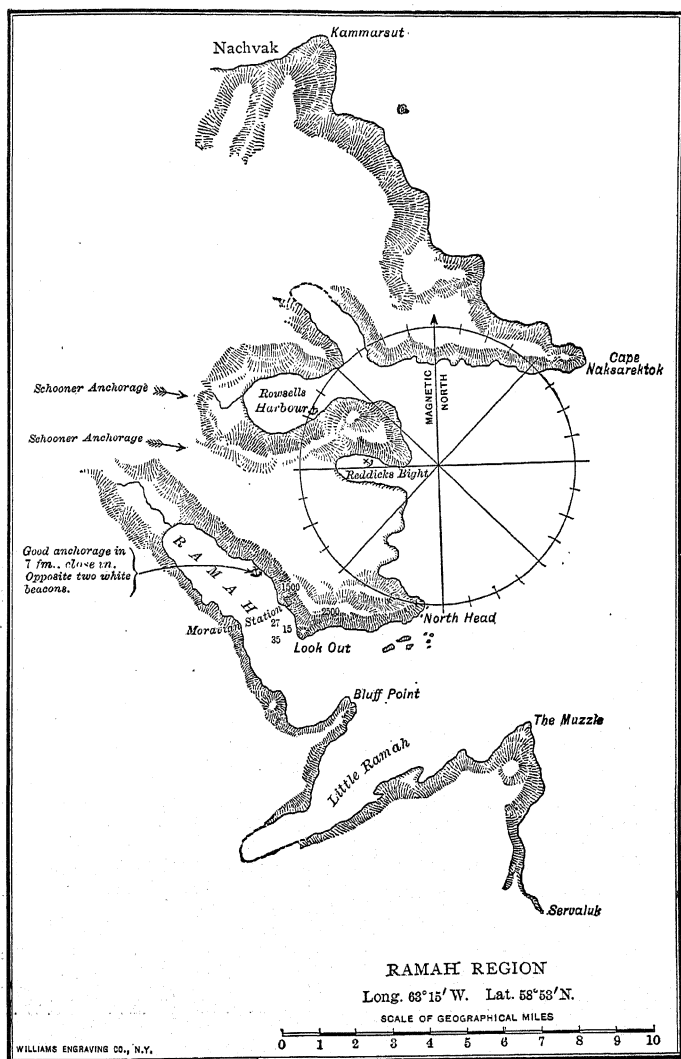 Kammarsut
Nachvak
Cape
Naksarektok
MAGNETIC
NORTH
Schooner Anchorage
Rowsells
Harbour
Schooner Anchorage
Reddicks Bight
Good anchorage in
7 fm., close in.
Opposite two white
beacons.
RAMAH
1500
2500
Moravian Station
27
15
35
North Head
Look Out
Bluff Point
The Muzzle
Little Ramah
Servaluk
RAMAH REGION
Long. 63°15′ W. Lat. 58°53′ N.
SCALE OF GEOGRAPHICAL MILES
0 1 2 3 4 5 6 7 8 9 10
WILLIAMS ENGRAVING CO., N.Y.